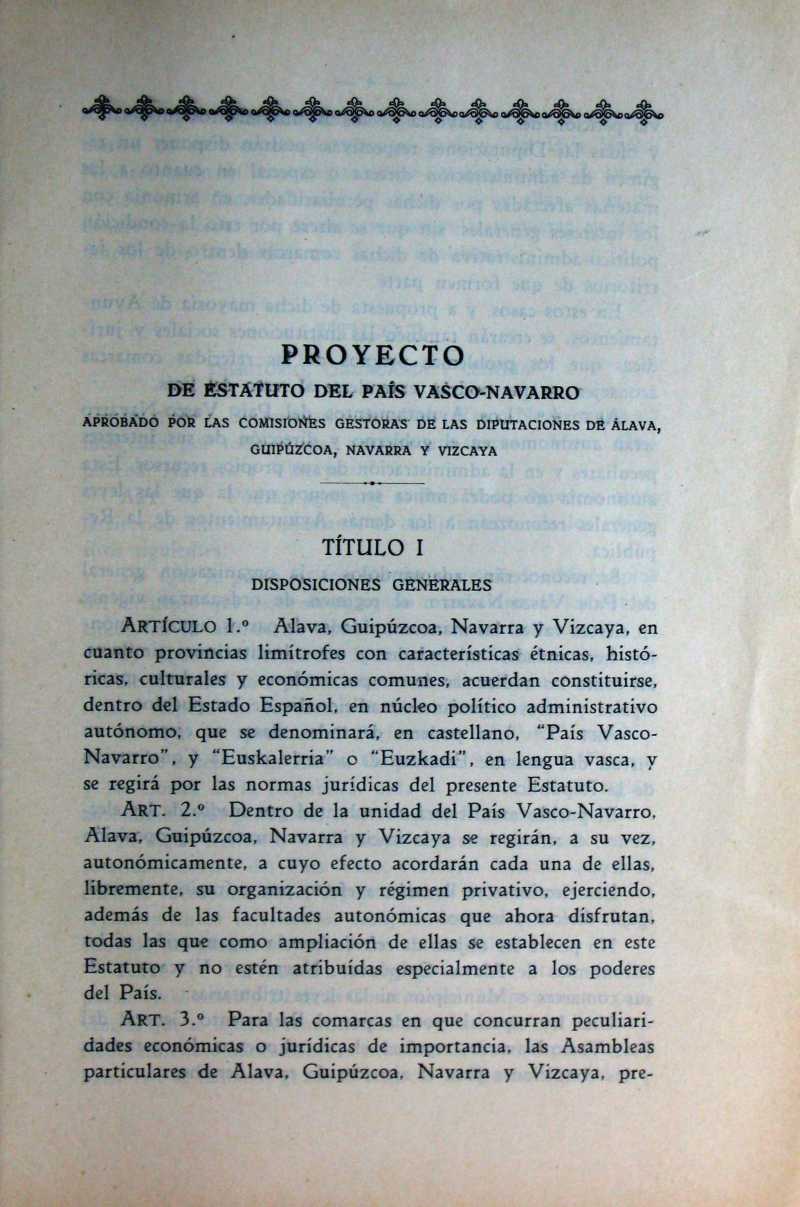 PROYECTO
DE ESTATUTO DEL PAÍS VASCO-NAVARRO
APROBADO POR LAS COMISIONES GESTORAS DE LAS DIPUTACIONES DE ÁLAVA,
GUIPÚZCOA, NAVARRA Y VIZCAYA
TÍTULO I
DISPOSICIONES GENERALES
ARTÍCULO 1.º Alava, Guipúzcoa, Navarra y Vizcaya, en
cuanto provincias limítrofes con características étnicas, histó-
ricas, culturales y económicas comunes, acuerdan constituirse,
dentro del Estado Español, en núcleo político administrativo
autónomo, que se denominará, en castellano, "País Vasco-
Navarro", y "Euskalerria" o "Euzkadi", en lengua vasca, y
se regirá por las normas jurídicas del presente Estatuto.
ART. 2.º Dentro de la unidad del País Vasco-Navarro,
Alava, Guipúzcoa, Navarra y Vizcaya se regirán, a su vez,
autonómicamente, a cuyo efecto acordarán cada una de ellas,
libremente, su organización y régimen privativo, ejerciendo,
además de las facultades autonómicas que ahora disfrutan,
todas las que como ampliación de ellas se establecen en este
Estatuto y no estén atribuídas especialmente a los poderes
del País.
ART. 3.º Para las comarcas en que concurran peculiari-
dades económicas o jurídicas de importancia, las Asambleas
particulares de Alava, Guipúzcoa, Navarra y Vizcaya, pre-